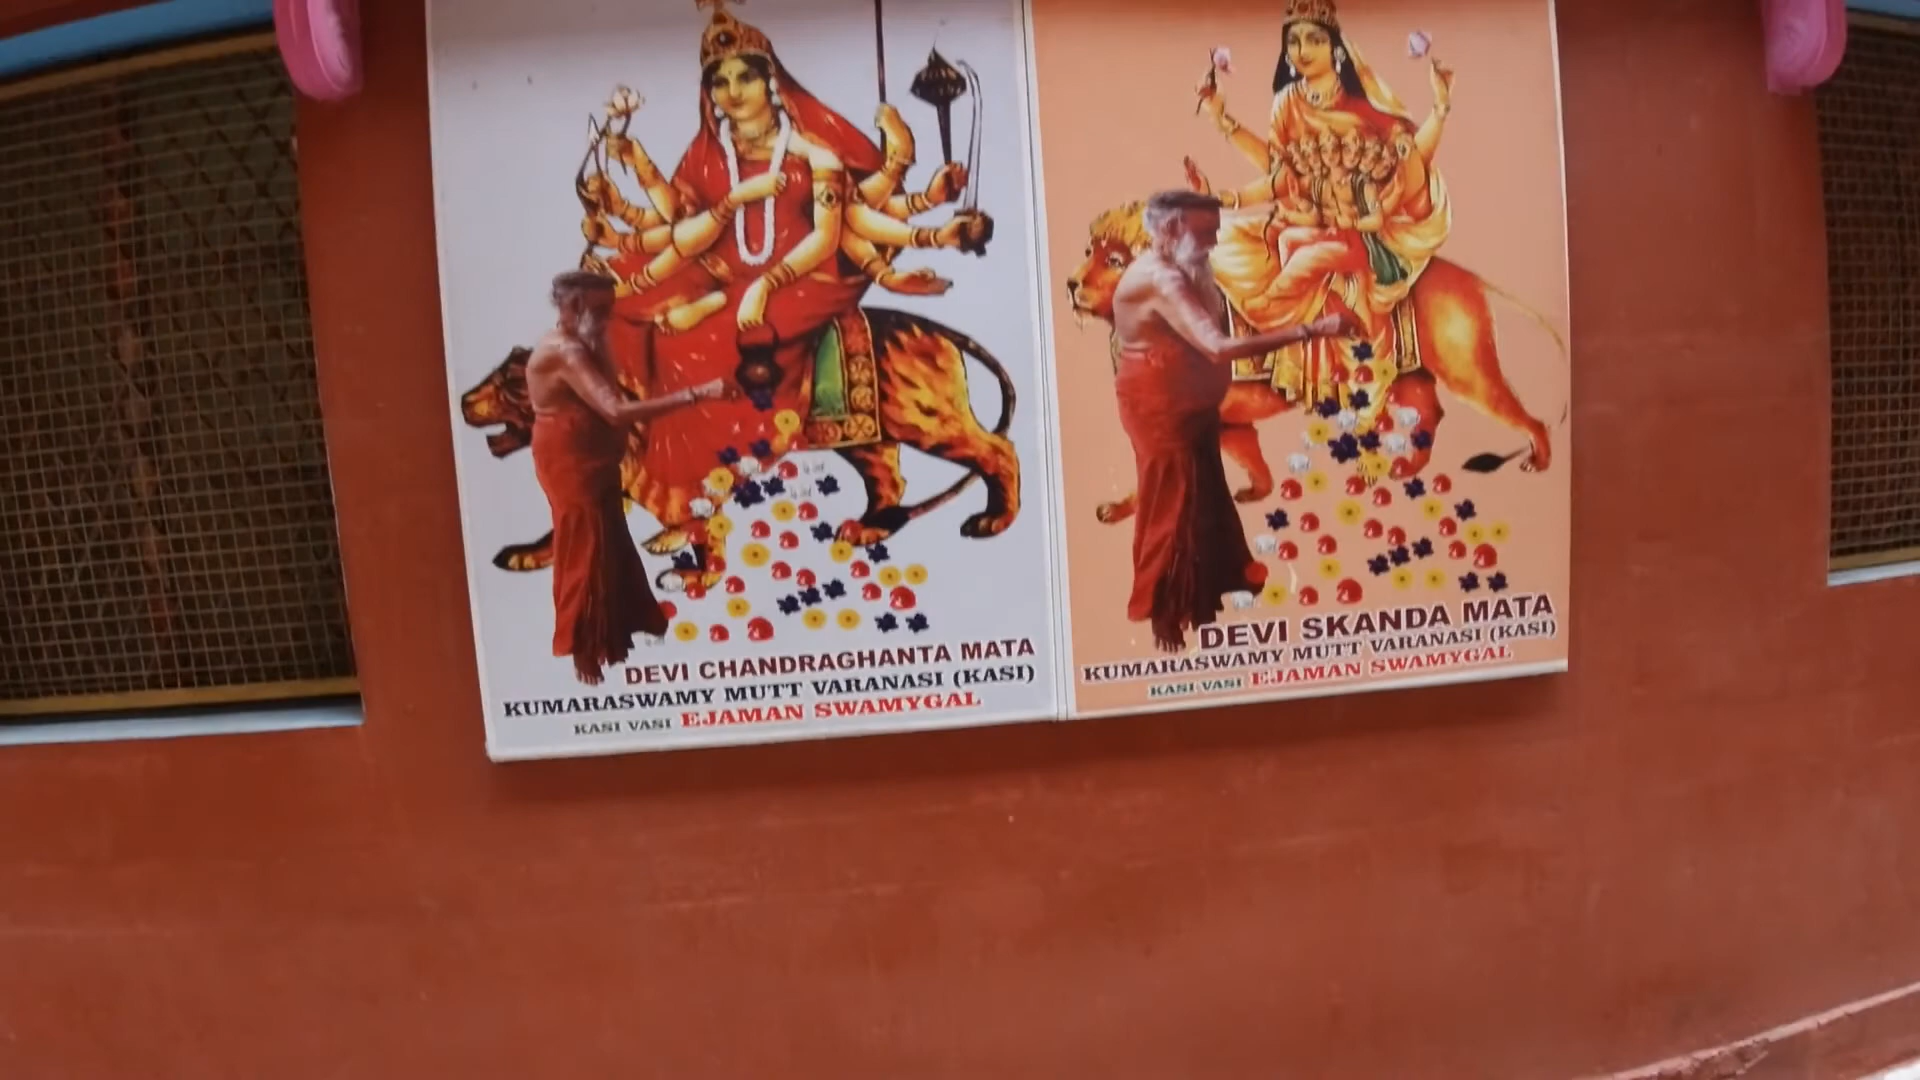 DEVI CHANDRAGHANTA MATA
KUMARASWAMY MUTT VARANASI (KASI)
KASI VASI EJAMAN SWAMYGAL
DEVI SKANDA MATA
KUMARASWAMY MUTT VARANASI (KASI)
KASI VASI EJAMAN SWAMYGAL